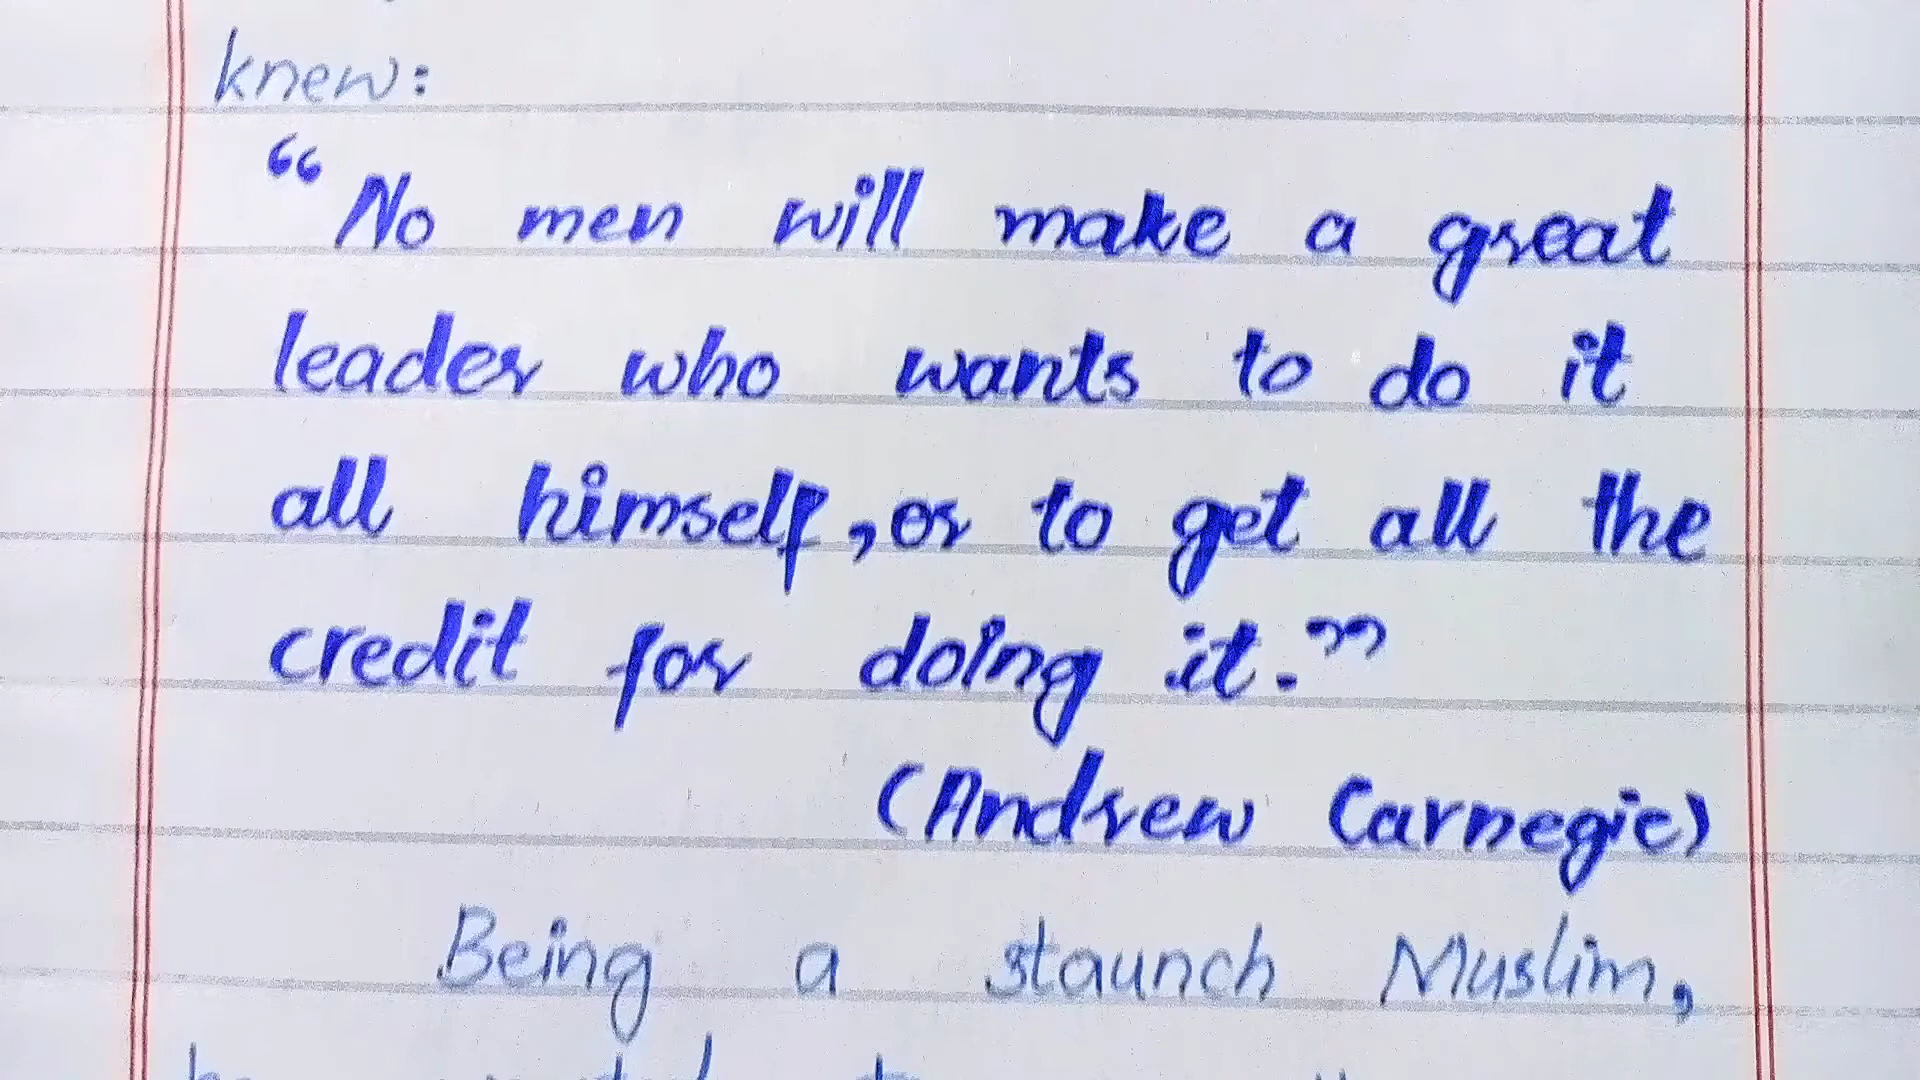 knew:
“No men will make a great
leader who wants to do it
all himself, or to get all the
credit for doing it.”
(Andrew Carnegie)
Being a staunch Muslim,